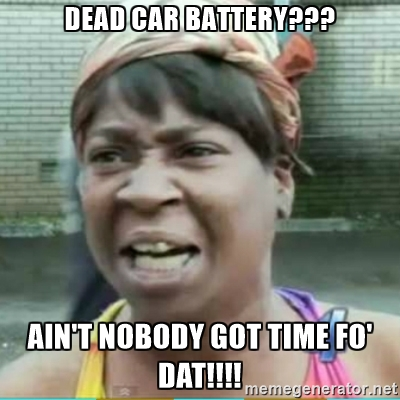 DEAD CAR BATTERY???
AIN'T NOBODY GOT TIME FO'
DAT!!!!
memegenerator.net